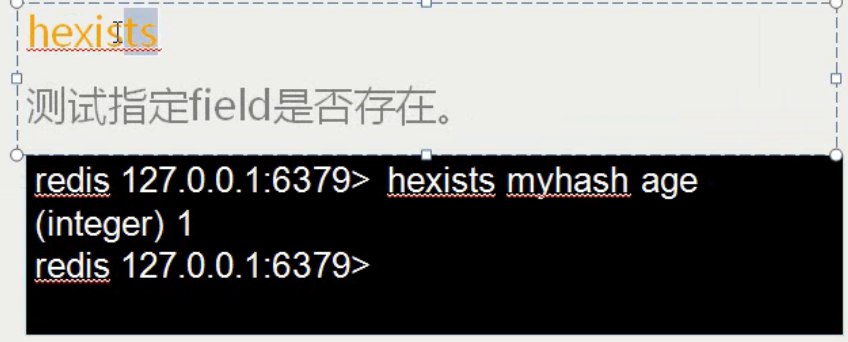 hexists
测试指定field是否存在。
redis 127.0.0.1:6379> hexists myhash age
(integer) 1
redis 127.0.0.1:6379>